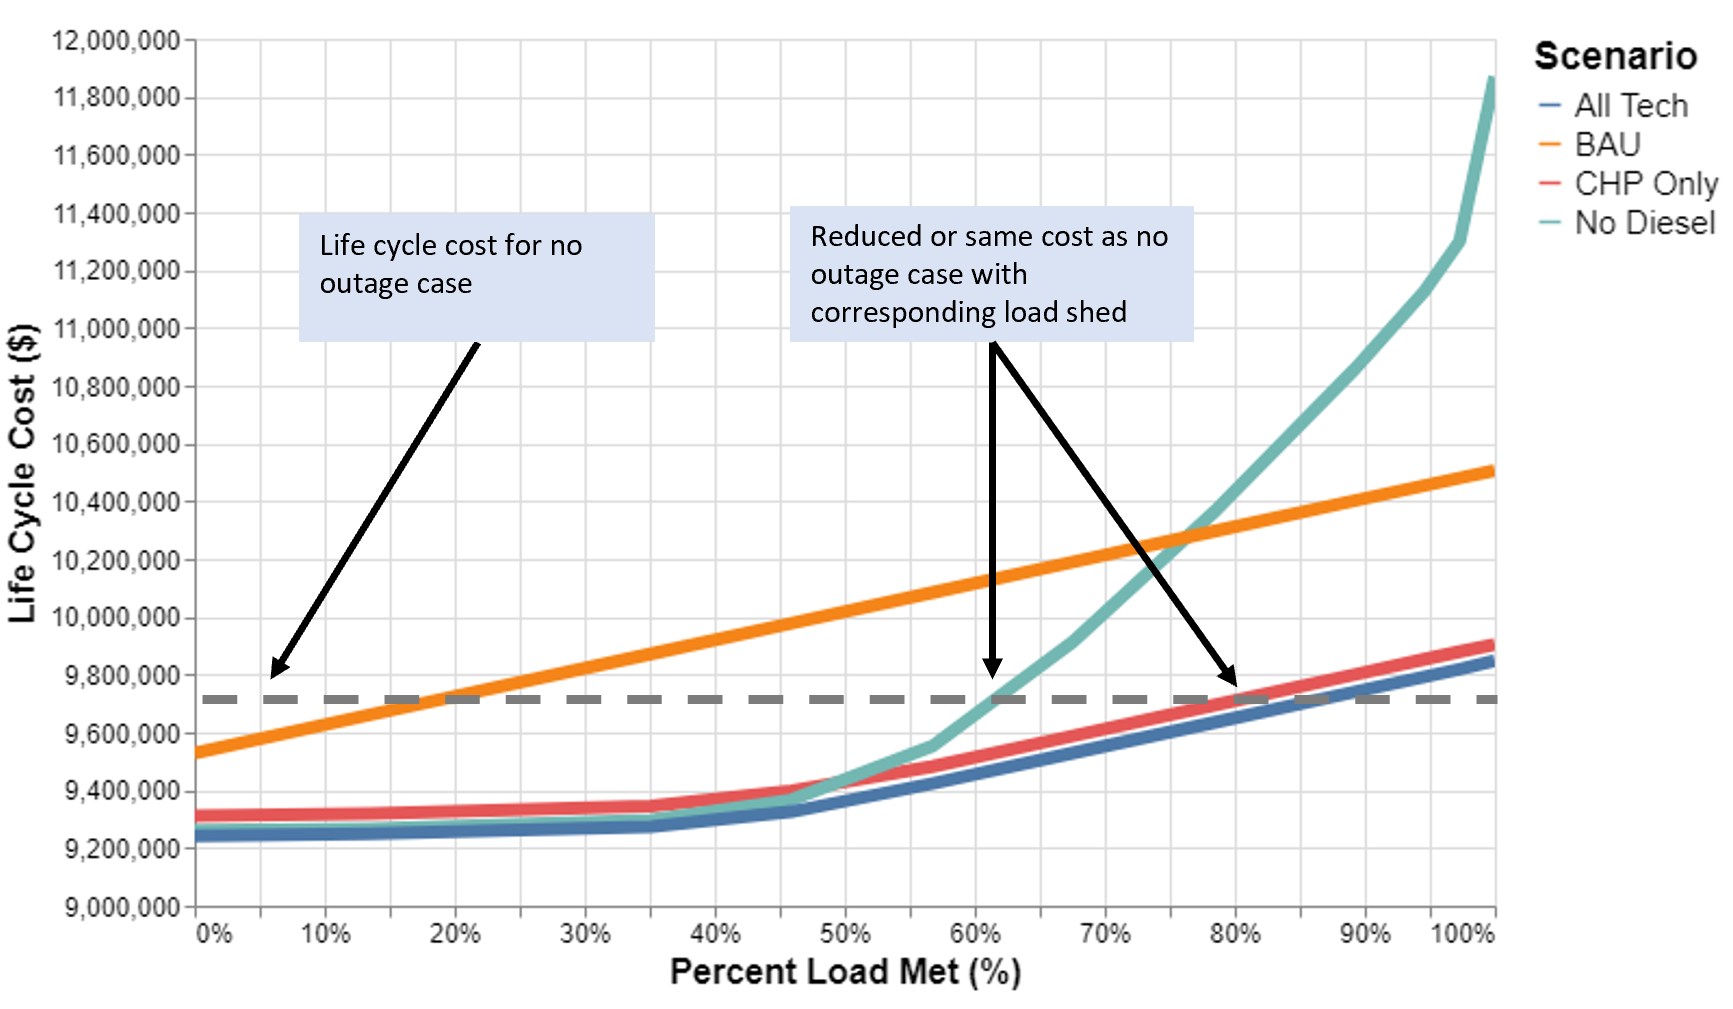 12,000,000
11,800,000
11,600,000
11,400,000
11,200,000
11,000,000
10,800,000
10,600,000
10,400,000
10,200,000
10,000,000
9,800,000
9,600,000
9,400,000
9,200,000
9,000,000
Life Cycle Cost ($)
Life cycle cost for no
outage case
Reduced or same cost as no
outage case with
corresponding load shed
0% 10% 20% 30% 40% 50% 60% 70% 80% 90% 100%
Percent Load Met (%)
Scenario
All Tech
BAU
CHP Only
No Diesel